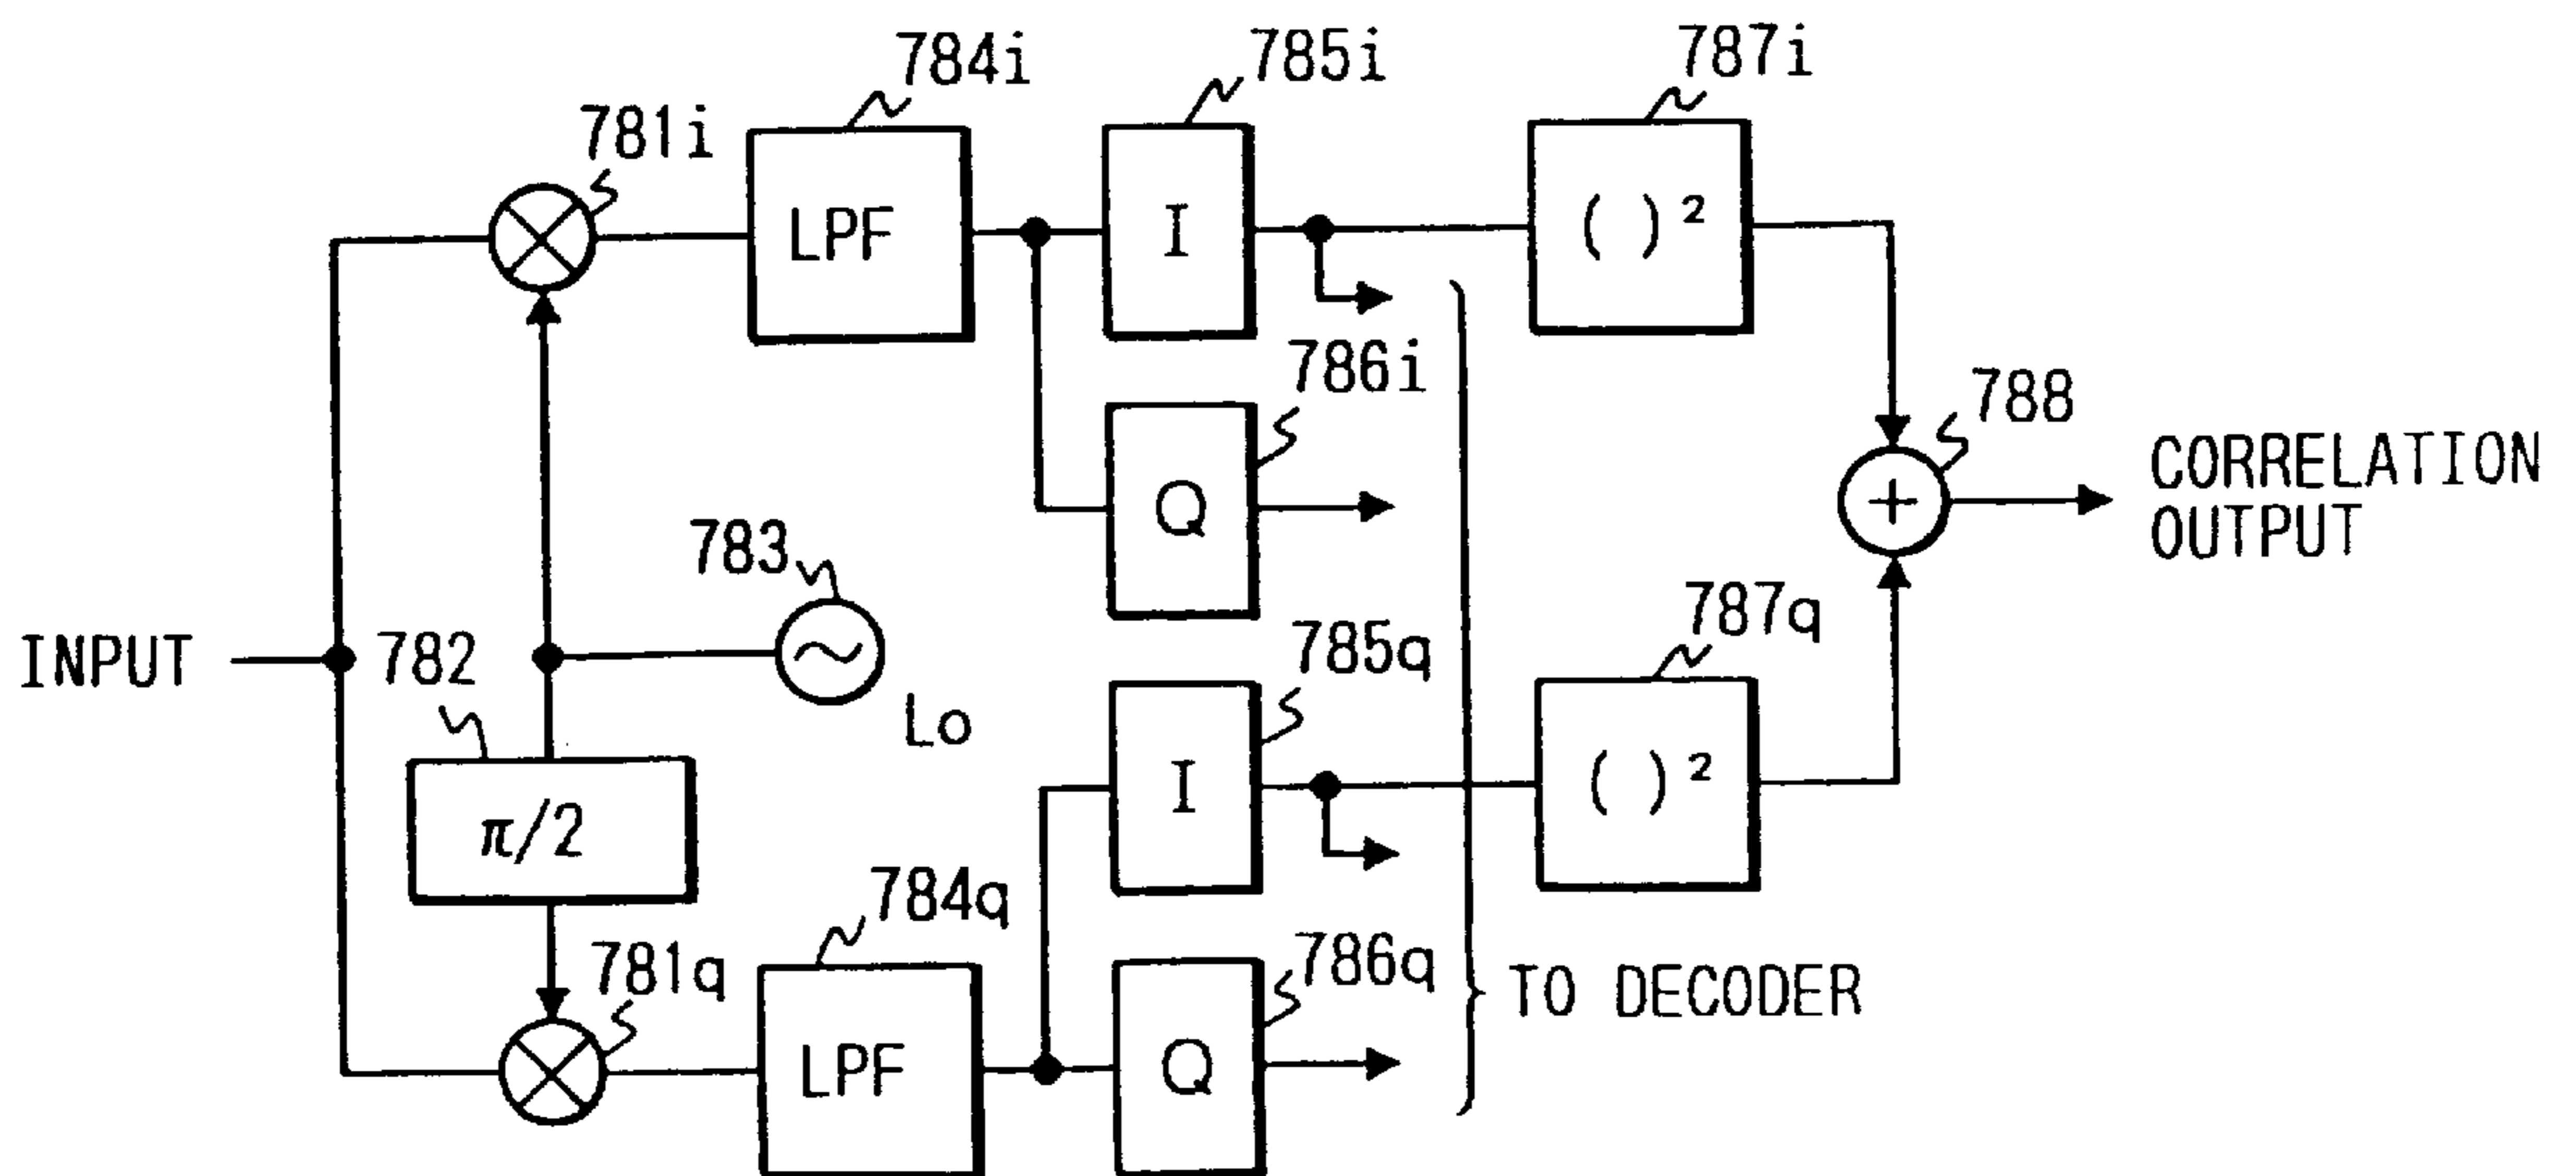 784i
785i
787i
781i
LPF
I
( )²
786i
788
CORRELATION
OUTPUT
Q
783
787q
INPUT
782
785q
Lo
I
( )²
π/2
784q
781q
786q
TO DECODER
LPF
Q